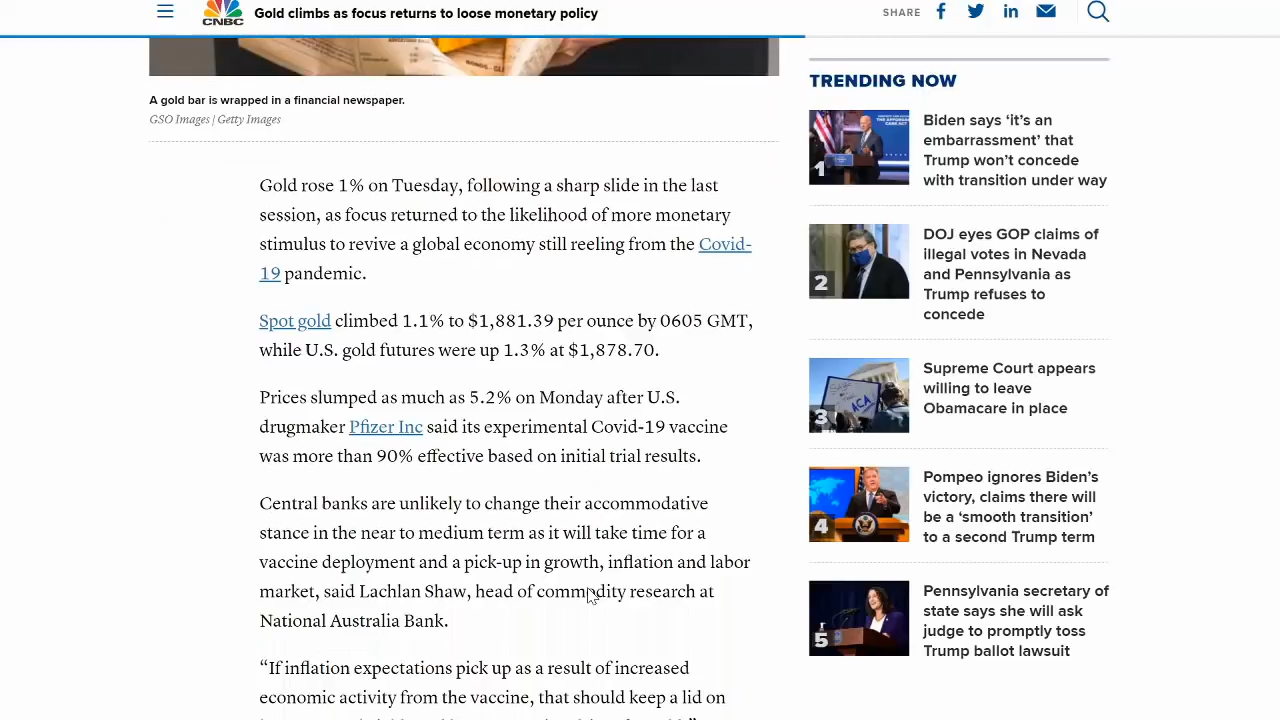 CNBC
Gold climbs as focus returns to loose monetary policy
SHARE
A gold bar is wrapped in a financial newspaper.
GSO Images | Getty Images
Gold rose 1% on Tuesday, following a sharp slide in the last
session, as focus returned to the likelihood of more monetary
stimulus to revive a global economy still reeling from the Covid-
19 pandemic.
Spot gold climbed 1.1% to $1,881.39 per ounce by 0605 GMT,
while U.S. gold futures were up 1.3% at $1,878.70.
Prices slumped as much as 5.2% on Monday after U.S.
drugmaker Pfizer Inc said its experimental Covid-19 vaccine
was more than 90% effective based on initial trial results.
Central banks are unlikely to change their accommodative
stance in the near to medium term as it will take time for a
vaccine deployment and a pick-up in growth, inflation and labor
market, said Lachlan Shaw, head of commodity research at
National Australia Bank.
“If inflation expectations pick up as a result of increased
economic activity from the vaccine, that should keep a lid on
TRENDING NOW
1
Biden says ‘it’s an
embarrassment’ that
Trump won’t concede
with transition under way
2
DOJ eyes GOP claims of
illegal votes in Nevada
and Pennsylvania as
Trump refuses to
concede
3
ACA
Supreme Court appears
willing to leave
Obamacare in place
4
Pompeo ignores Biden’s
victory, claims there will
be a ‘smooth transition’
to a second Trump term
5
Pennsylvania secretary of
state says she will ask
judge to promptly toss
Trump ballot lawsuit